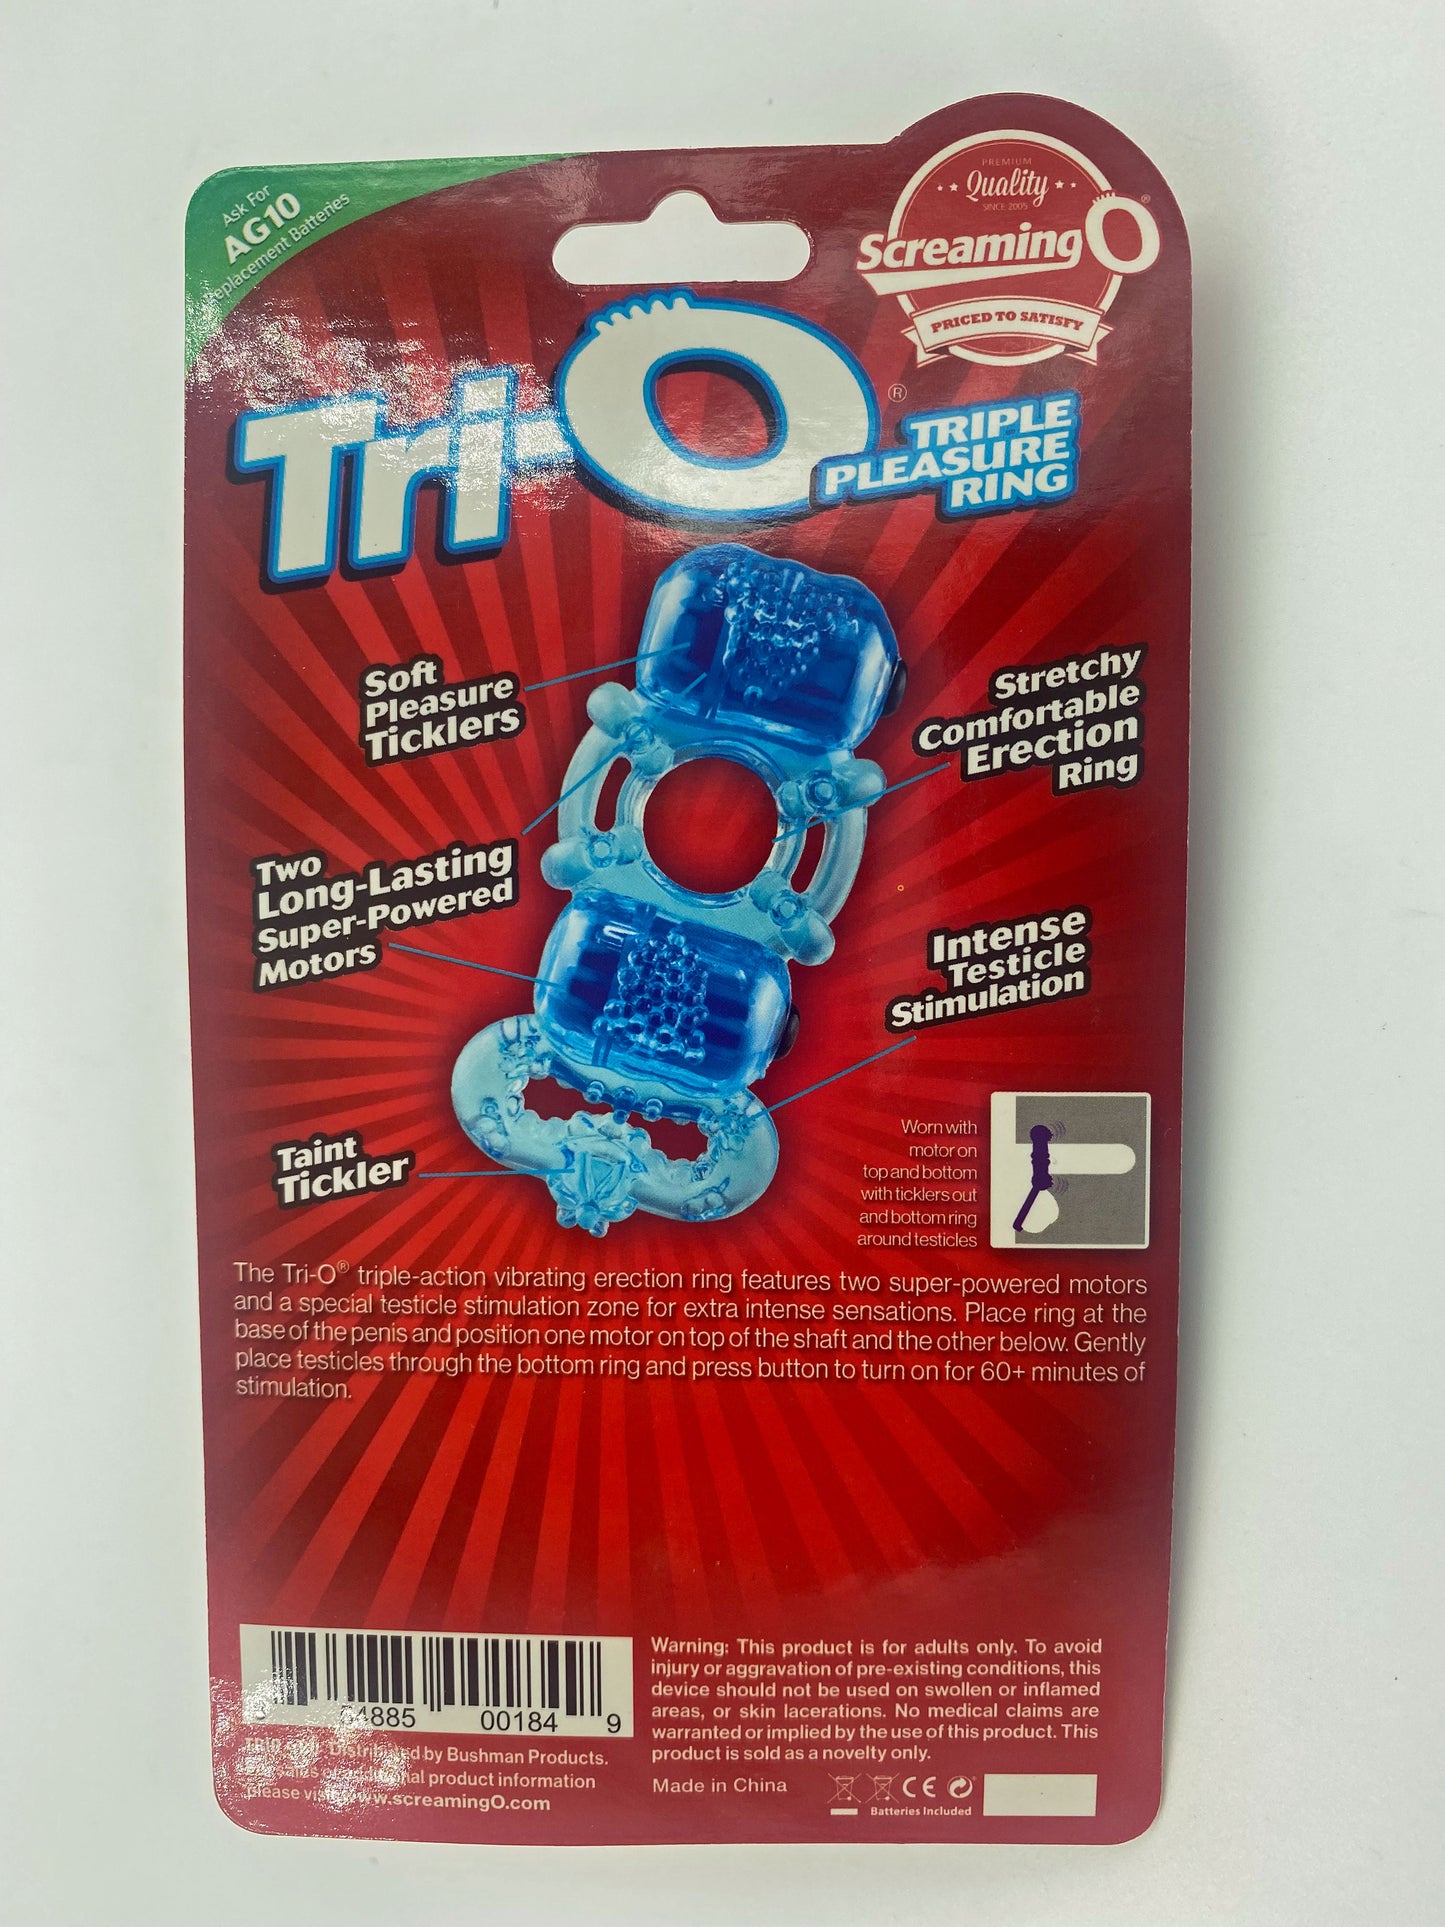 Ask For
AG10
Replacement Batteries
PREMIUM
Quality
SINCE 2005
Screaming O®
PRICED TO SATISFY
Tri-O®
TRIPLE
PLEASURE
RING
Soft
Pleasure
Ticklers
Stretchy
Comfortable
Erection
Ring
Two
Long-Lasting
Super-Powered
Motors
Intense
Testicle
Stimulation
Taint
Tickler
Worn with
motor on
top and bottom
with ticklers out
and bottom ring
around testicles
The Tri-O® triple-action vibrating erection ring features two super-powered motors
and a special testicle stimulation zone for extra intense sensations. Place ring at the
base of the penis and position one motor on top of the shaft and the other below. Gently
place testicles through the bottom ring and press button to turn on for 60+ minutes of
stimulation.
54885 00184 9
Distributed by Bushman Products.
additional product information
please visit www.screamingO.com
Warning: This product is for adults only. To avoid
injury or aggravation of pre-existing conditions, this
device should not be used on swollen or inflamed
areas, or skin lacerations. No medical claims are
warranted or implied by the use of this product. This
product is sold as a novelty only.
Made in China
CE
Batteries Included